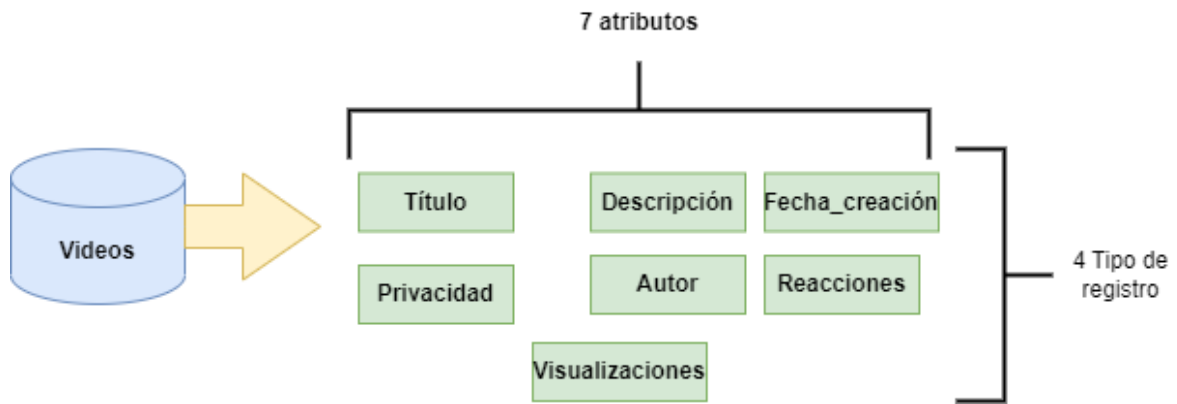 7 atributos
Videos
Título
Descripción
Fecha_creación
Privacidad
Autor
Reacciones
Visualizaciones
4 Tipo de
registro